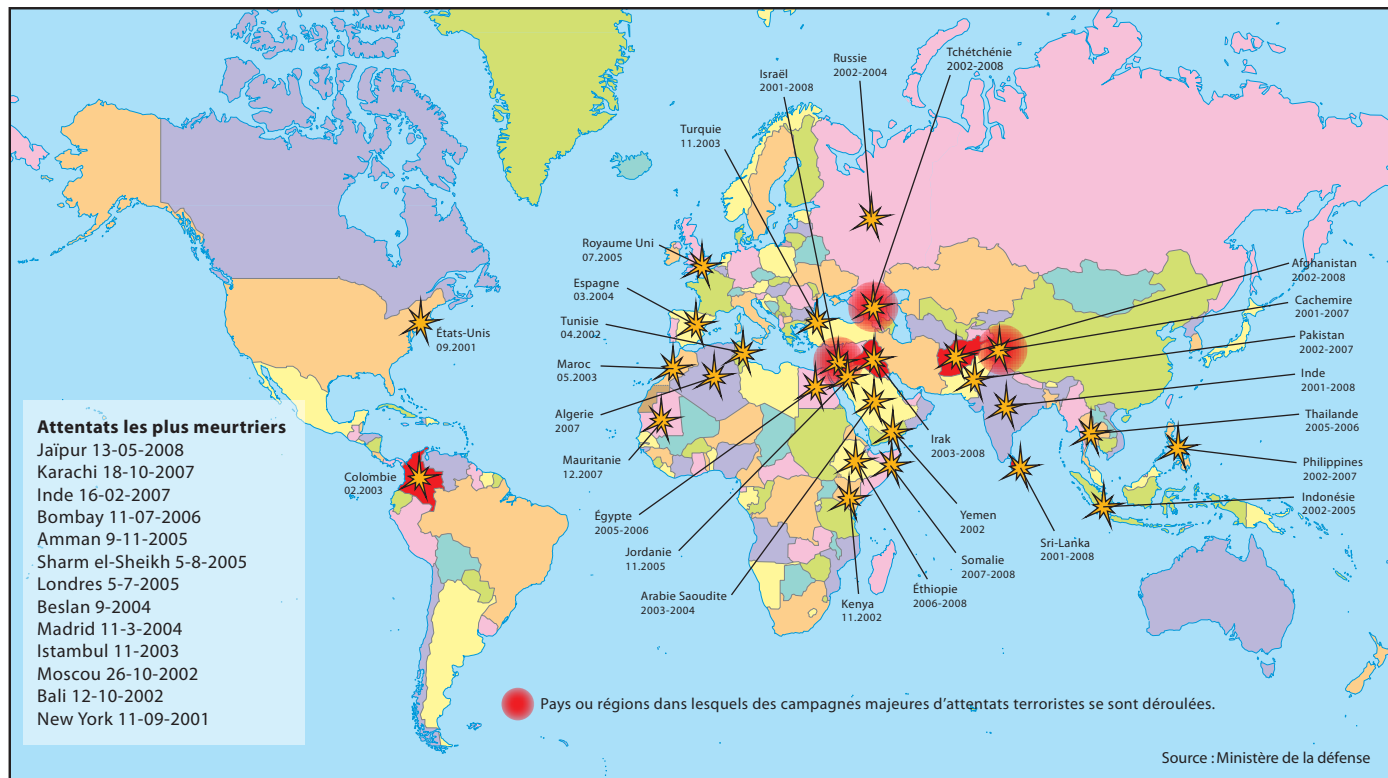 Tchétchénie
2002-2008
Russie
2002-2004
Israël
2001-2008
Turquie
11.2003
Royaume Uni
07.2005
Espagne
03.2004
Tunisie
04.2002
Maroc
05.2003
Algerie
2007
Mauritanie
12.2007
Égypte
2005-2006
Jordanie
11.2005
Arabie Saoudite
2003-2004
Kenya
11.2002
Éthiopie
2006-2008
Somalie
2007-2008
Yemen
2002
Irak
2003-2008
Afghanistan
2002-2008
Cachemire
2001-2007
Pakistan
2002-2007
Inde
2001-2008
Thailande
2005-2006
Philippines
2002-2007
Indonésie
2002-2005
Sri-Lanka
2001-2008
États-Unis
09.2001
Colombie
02.2003
Attentats les plus meurtriers
Jaïpur 13-05-2008
Karachi 18-10-2007
Inde 16-02-2007
Bombay 11-07-2006
Amman 9-11-2005
Sharm el-Sheikh 5-8-2005
Londres 5-7-2005
Beslan 9-2004
Madrid 11-3-2004
Istambul 11-2003
Moscou 26-10-2002
Bali 12-10-2002
New York 11-09-2001
Pays ou régions dans lesquels des campagnes majeures d'attentats terroristes se sont déroulées.
Source : Ministère de la défense